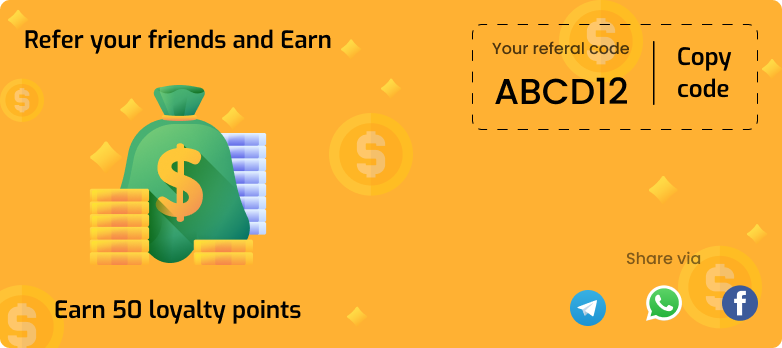 Refer your friends and Earn
Your referal code
ABCD12
Copy
code
Earn 50 loyalty points
Share via